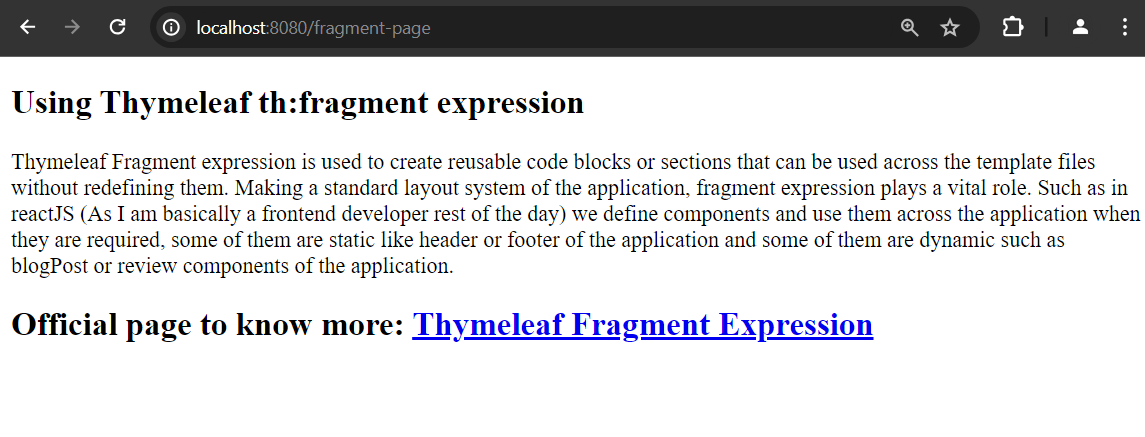 localhost:8080/fragment-page
Using Thymeleaf th:fragment expression
Thymeleaf Fragment expression is used to create reusable code blocks or sections that can be used across the template files
without redefining them. Making a standard layout system of the application, fragment expression plays a vital role. Such as in
reactJS (As I am basically a frontend developer rest of the day) we define components and use them across the application when
they are required, some of them are static like header or footer of the application and some of them are dynamic such as
blogPost or review components of the application.
Official page to know more: Thymeleaf Fragment Expression